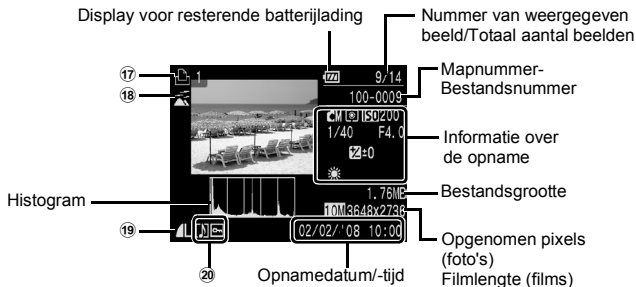 Display voor resterende batterijlading
Nummer van weergegeven
beeld/Totaal aantal beelden
⑰ 1
9/14
⑱
100-0009
Mapnummer-
Bestandsnummer
M ISO200
1/40 F4.0
±0
Informatie over
de opname
1.76MB
Bestandsgrootte
Histogram
10M 3648x2736
Opgenomen pixels
(foto's)
Filmlengte (films)
⑲ L
02/02/'08 10:00
⑳
Opnamedatum/-tijd